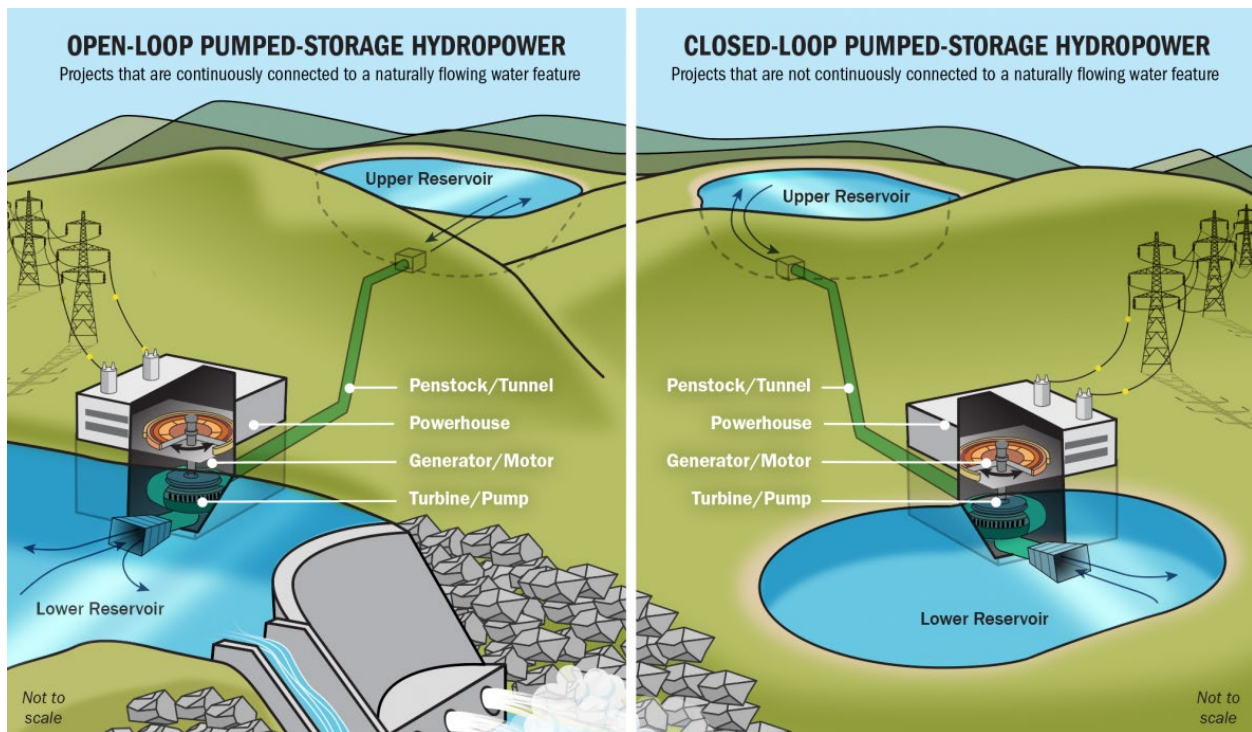 OPEN-LOOP PUMPED-STORAGE HYDROPOWER
Projects that are continuously connected to a naturally flowing water feature
Upper Reservoir
Penstock/Tunnel
Powerhouse
Generator/Motor
Turbine/Pump
Lower Reservoir
Not to
scale
CLOSED-LOOP PUMPED-STORAGE HYDROPOWER
Projects that are not continuously connected to a naturally flowing water feature
Upper Reservoir
Penstock/Tunnel
Powerhouse
Generator/Motor
Turbine/Pump
Lower Reservoir
Not to
scale